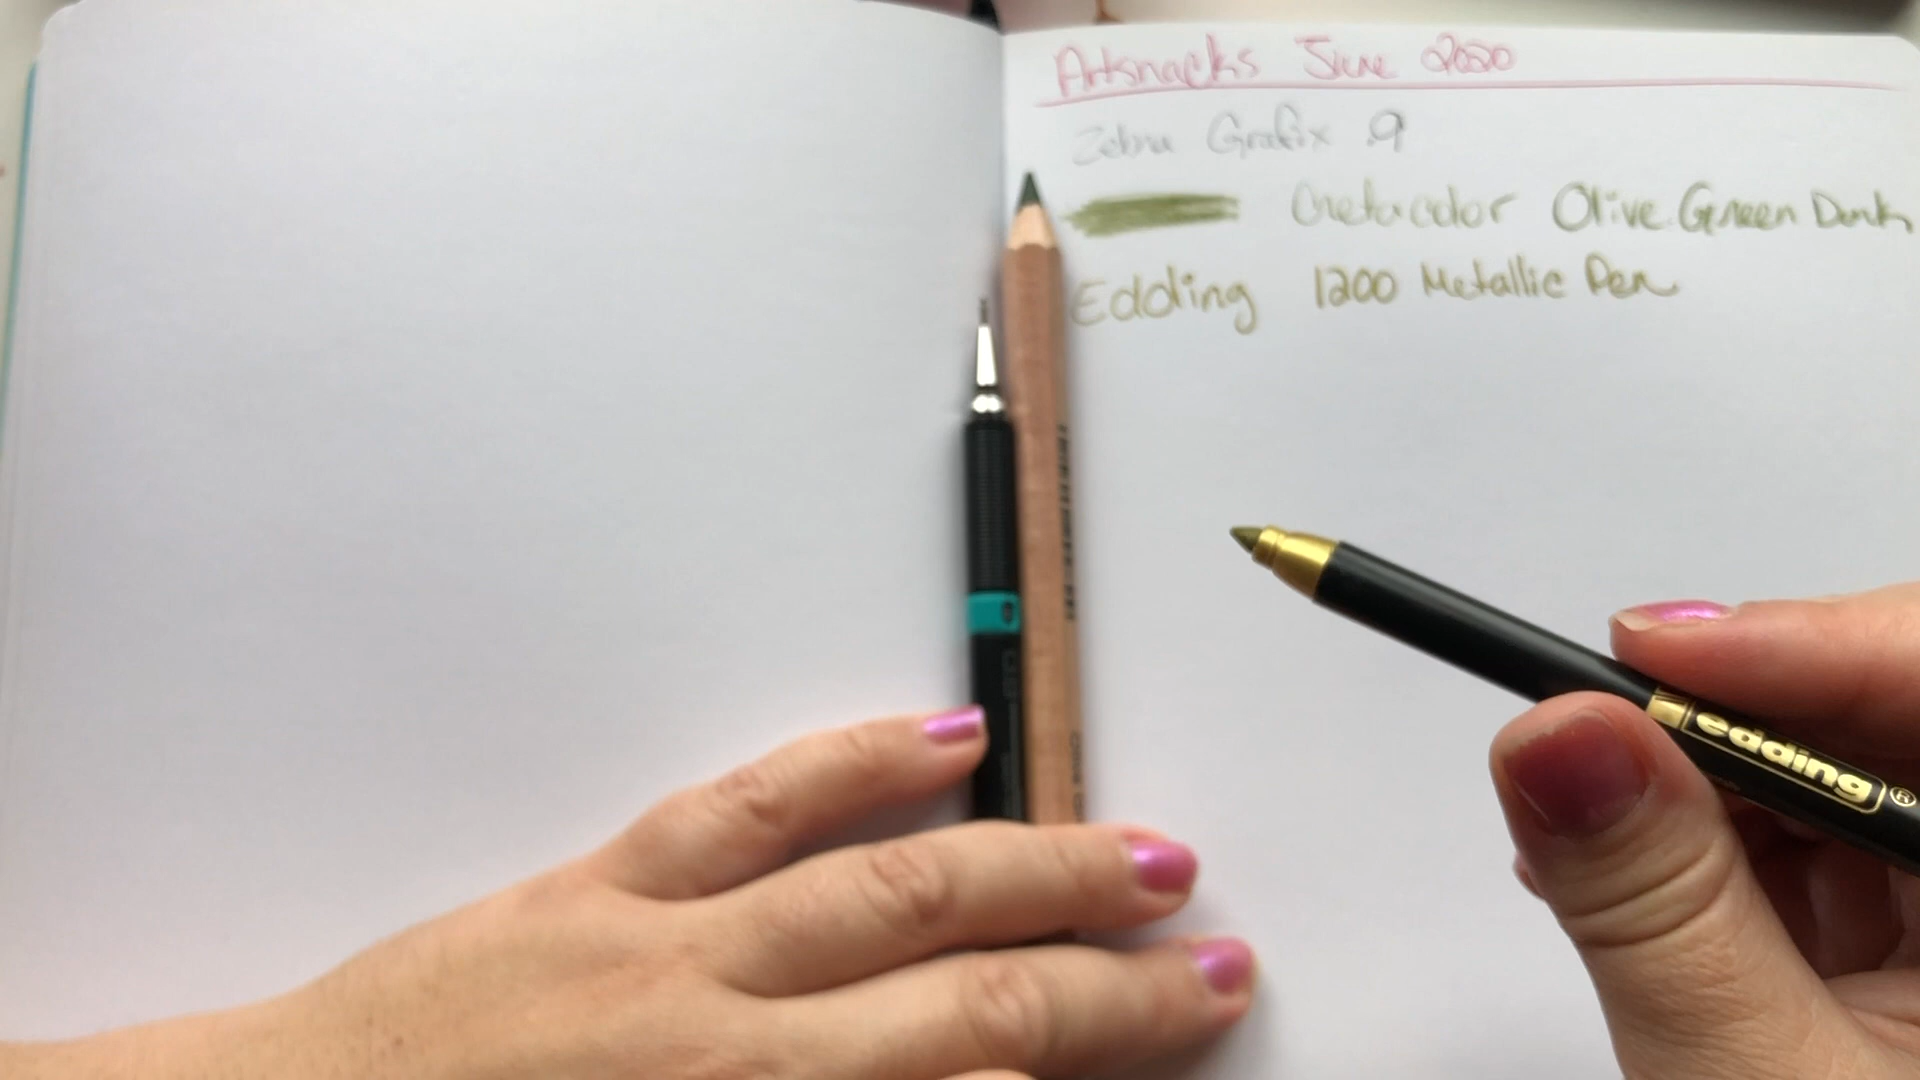 Artsnacks June 2020
Zebra Grafix .9
Cretacolor Olive Green Dark
Edding 1200 Metallic Pen
edding®